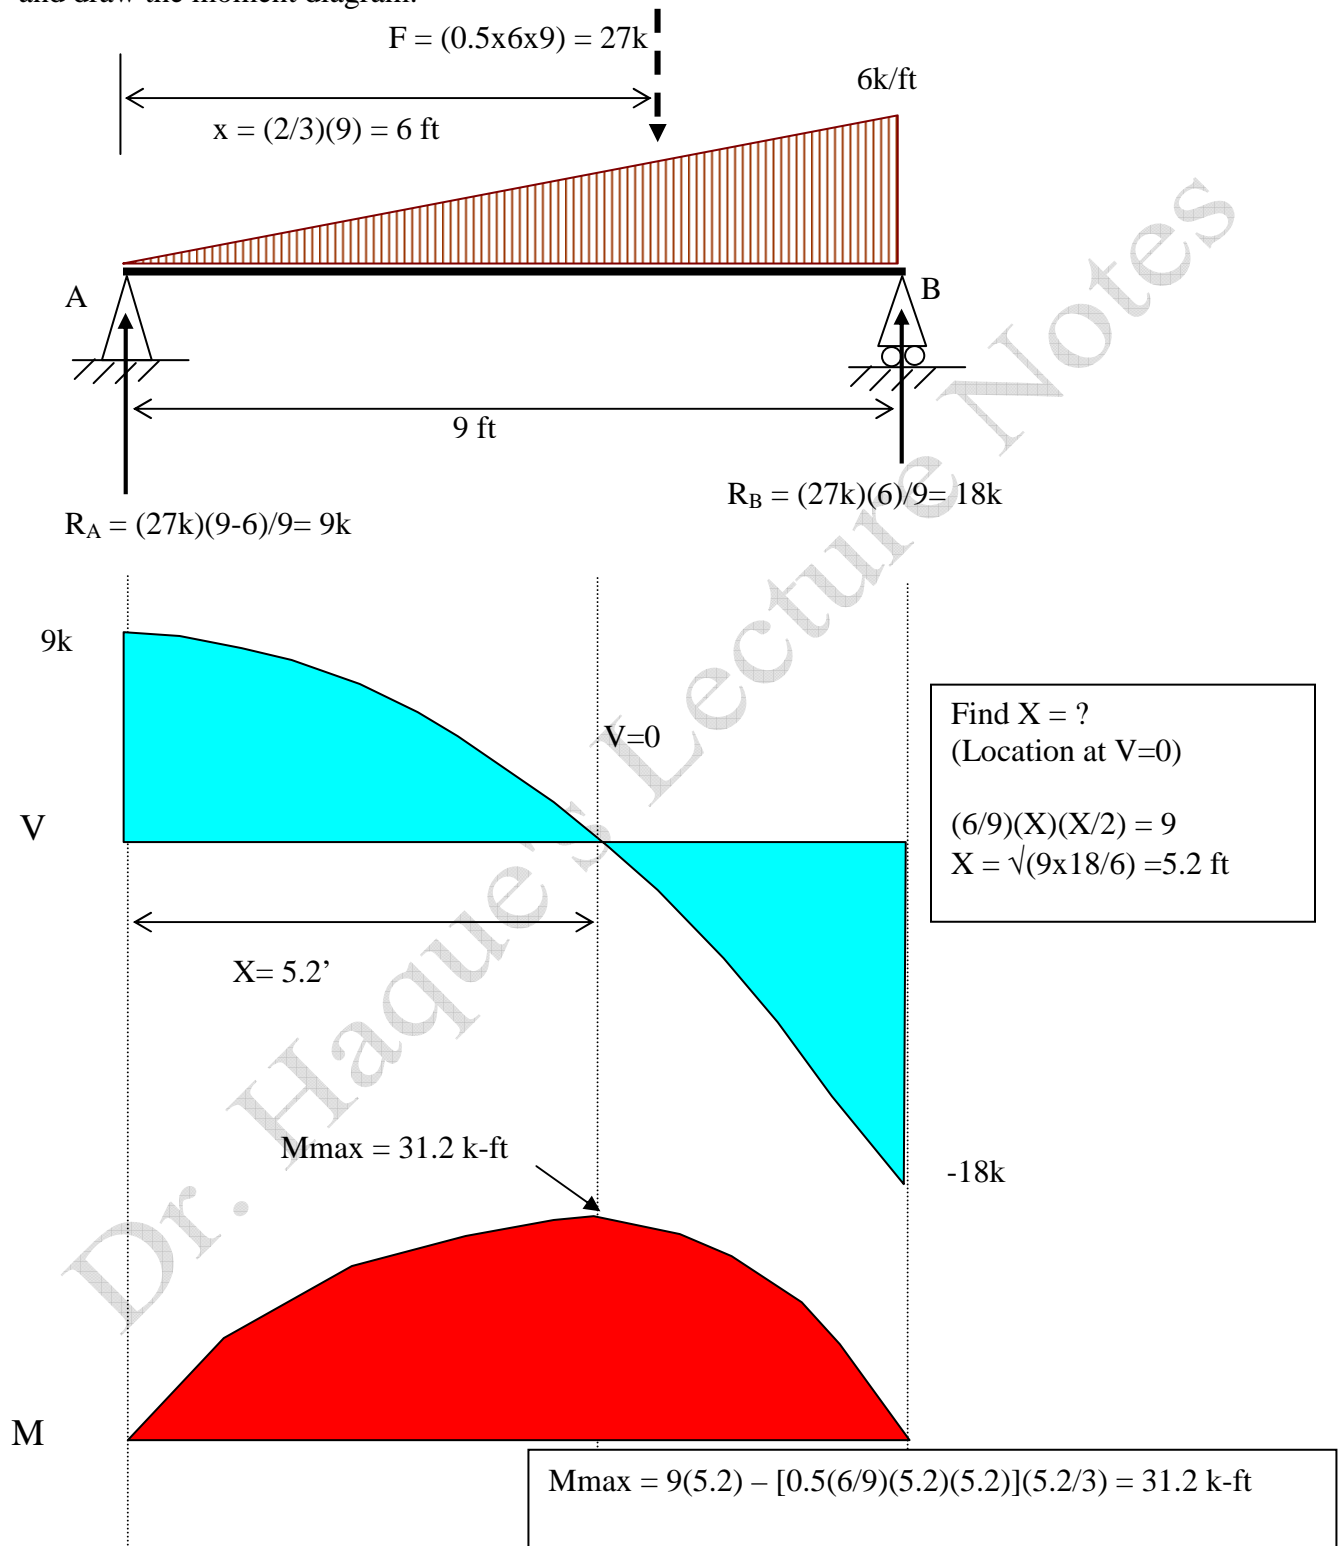 and draw the moment diagram.
F = (0.5x6x9) = 27k
6k/ft
x = (2/3)(9) = 6 ft
A
B
9 ft
R_B = (27k)(6)/9= 18k
R_A = (27k)(9-6)/9= 9k
9k
V=0
Find X = ?
(Location at V=0)
(6/9)(X)(X/2) = 9
X = √(9x18/6) =5.2 ft
V
X= 5.2’
Mmax = 31.2 k-ft
-18k
M
Mmax = 9(5.2) – [0.5(6/9)(5.2)(5.2)](5.2/3) = 31.2 k-ft
Dr. Haque's Lecture Notes